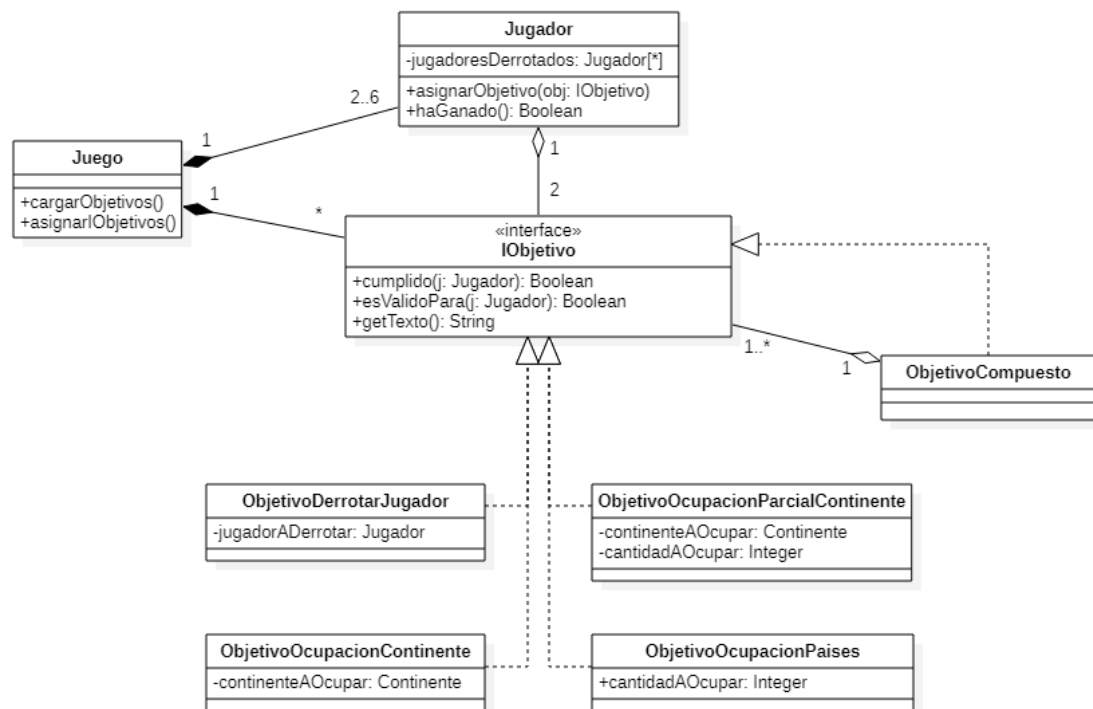 Jugador
-jugadoresDerrotados: Jugador[*]
+asignarObjetivo(obj: IObjetivo)
+haGanado(): Boolean
2..6
1
1
Juego
+cargarObjetivos()
+asignarIObjetivos()
1
*
2
«interface»
IObjetivo
+cumplido(j: Jugador): Boolean
+esValidoPara(j: Jugador): Boolean
+getTexto(): String
1..*
1
ObjetivoCompuesto
ObjetivoDerrotarJugador
-jugadorADerrotar: Jugador
ObjetivoOcupacionParcialContinente
-continenteAOcupar: Continente
-cantidadAOcupar: Integer
ObjetivoOcupacionContinente
-continenteAOcupar: Continente
ObjetivoOcupacionPaises
+cantidadAOcupar: Integer